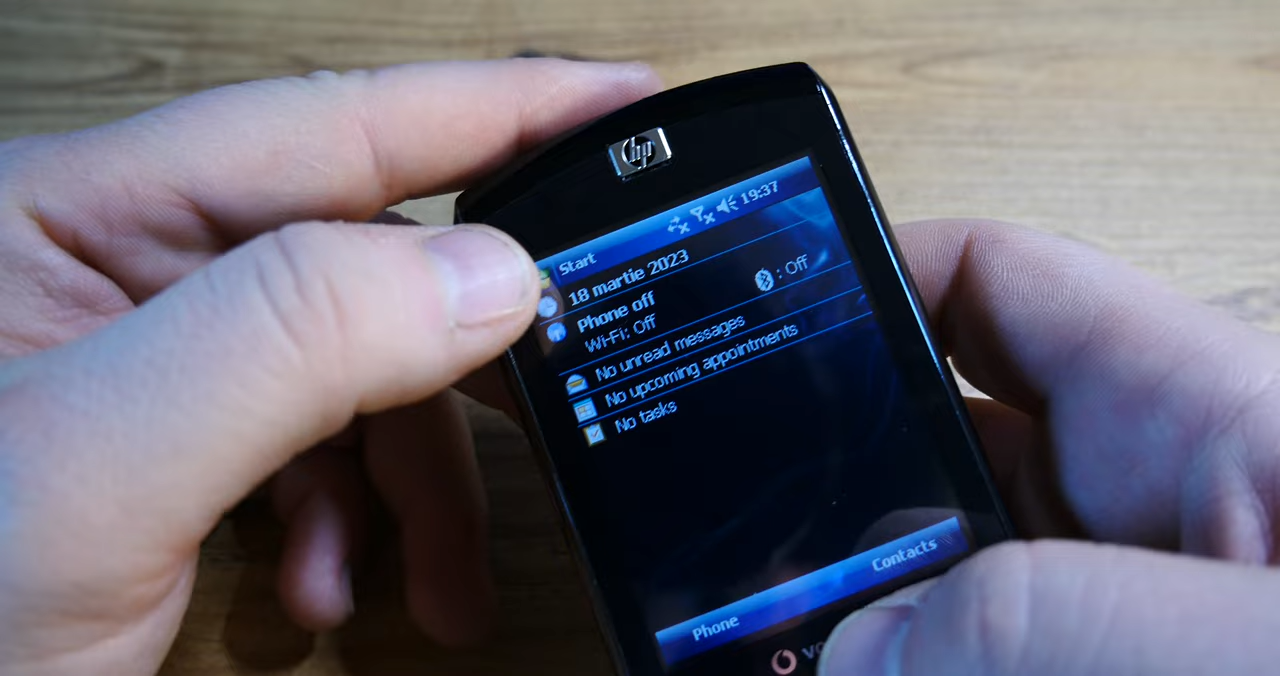 hp
19:37
Start
18 martie 2023
Phone off
: Off
Wi-Fi: Off
No unread messages
No upcoming appointments
No tasks
Contacts
Phone